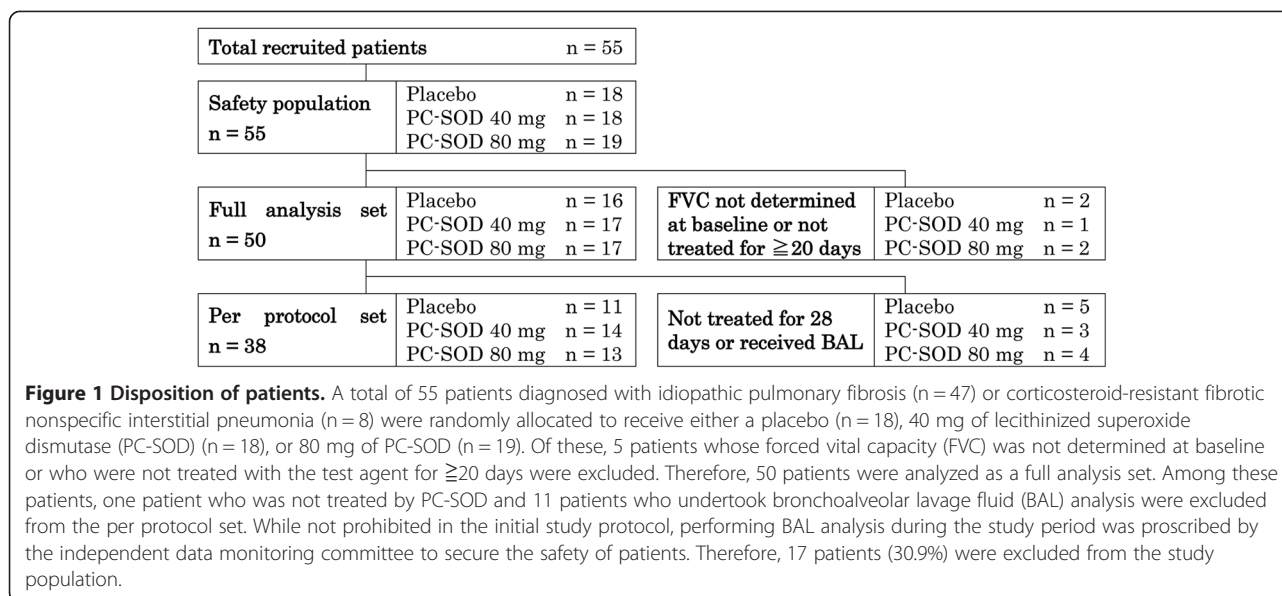 Total recruited patients n = 55
Safety population
n = 55
Placebo n = 18
PC-SOD 40 mg n = 18
PC-SOD 80 mg n = 19
Full analysis set
n = 50
Placebo n = 16
PC-SOD 40 mg n = 17
PC-SOD 80 mg n = 17
FVC not determined
at baseline or not
treated for ≧20 days
Placebo n = 2
PC-SOD 40 mg n = 1
PC-SOD 80 mg n = 2
Per protocol set
n = 38
Placebo n = 11
PC-SOD 40 mg n = 14
PC-SOD 80 mg n = 13
Not treated for 28
days or received BAL
Placebo n = 5
PC-SOD 40 mg n = 3
PC-SOD 80 mg n = 4
Figure 1 Disposition of patients. A total of 55 patients diagnosed with idiopathic pulmonary fibrosis (n = 47) or corticosteroid-resistant fibrotic
nonspecific interstitial pneumonia (n = 8) were randomly allocated to receive either a placebo (n = 18), 40 mg of lecithinized superoxide
dismutase (PC-SOD) (n = 18), or 80 mg of PC-SOD (n = 19). Of these, 5 patients whose forced vital capacity (FVC) was not determined at baseline
or who were not treated with the test agent for ≧20 days were excluded. Therefore, 50 patients were analyzed as a full analysis set. Among these
patients, one patient who was not treated by PC-SOD and 11 patients who undertook bronchoalveolar lavage fluid (BAL) analysis were excluded
from the per protocol set. While not prohibited in the initial study protocol, performing BAL analysis during the study period was proscribed by
the independent data monitoring committee to secure the safety of patients. Therefore, 17 patients (30.9%) were excluded from the study
population.